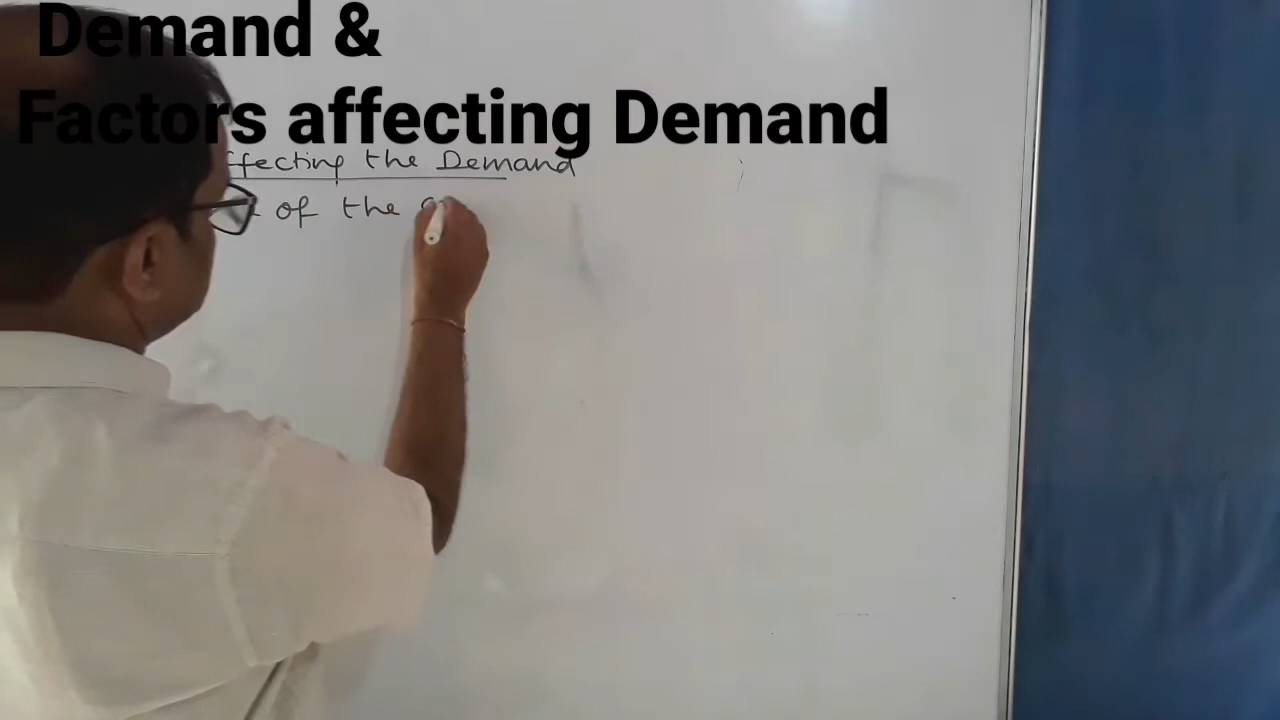 Demand &
Factors affecting Demand
ffecting the Demand
of the